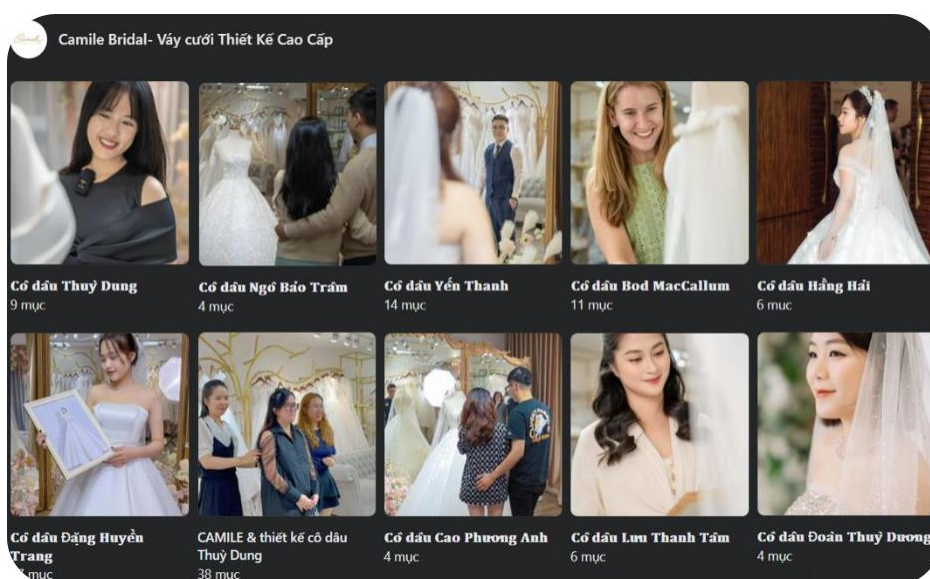 Camile Bridal- Váy cưới Thiết Kế Cao Cấp
Cô dâu Thuỳ Dung
9 mục
Cô dâu Ngô Bảo Trâm
4 mục
Cô dâu Yến Thanh
14 mục
Cô dâu Bod MacCallum
11 mục
Cô dâu Hằng Hải
6 mục
Cô dâu Đặng Huyền
Trang
mục
CAMILE & thiết kế cô dâu
Thuỳ Dung
38 mục
Cô dâu Cao Phương Anh
4 mục
Cô dâu Lưu Thanh Tâm
6 mục
Cô dâu Đoàn Thuỳ Dương
4 mục